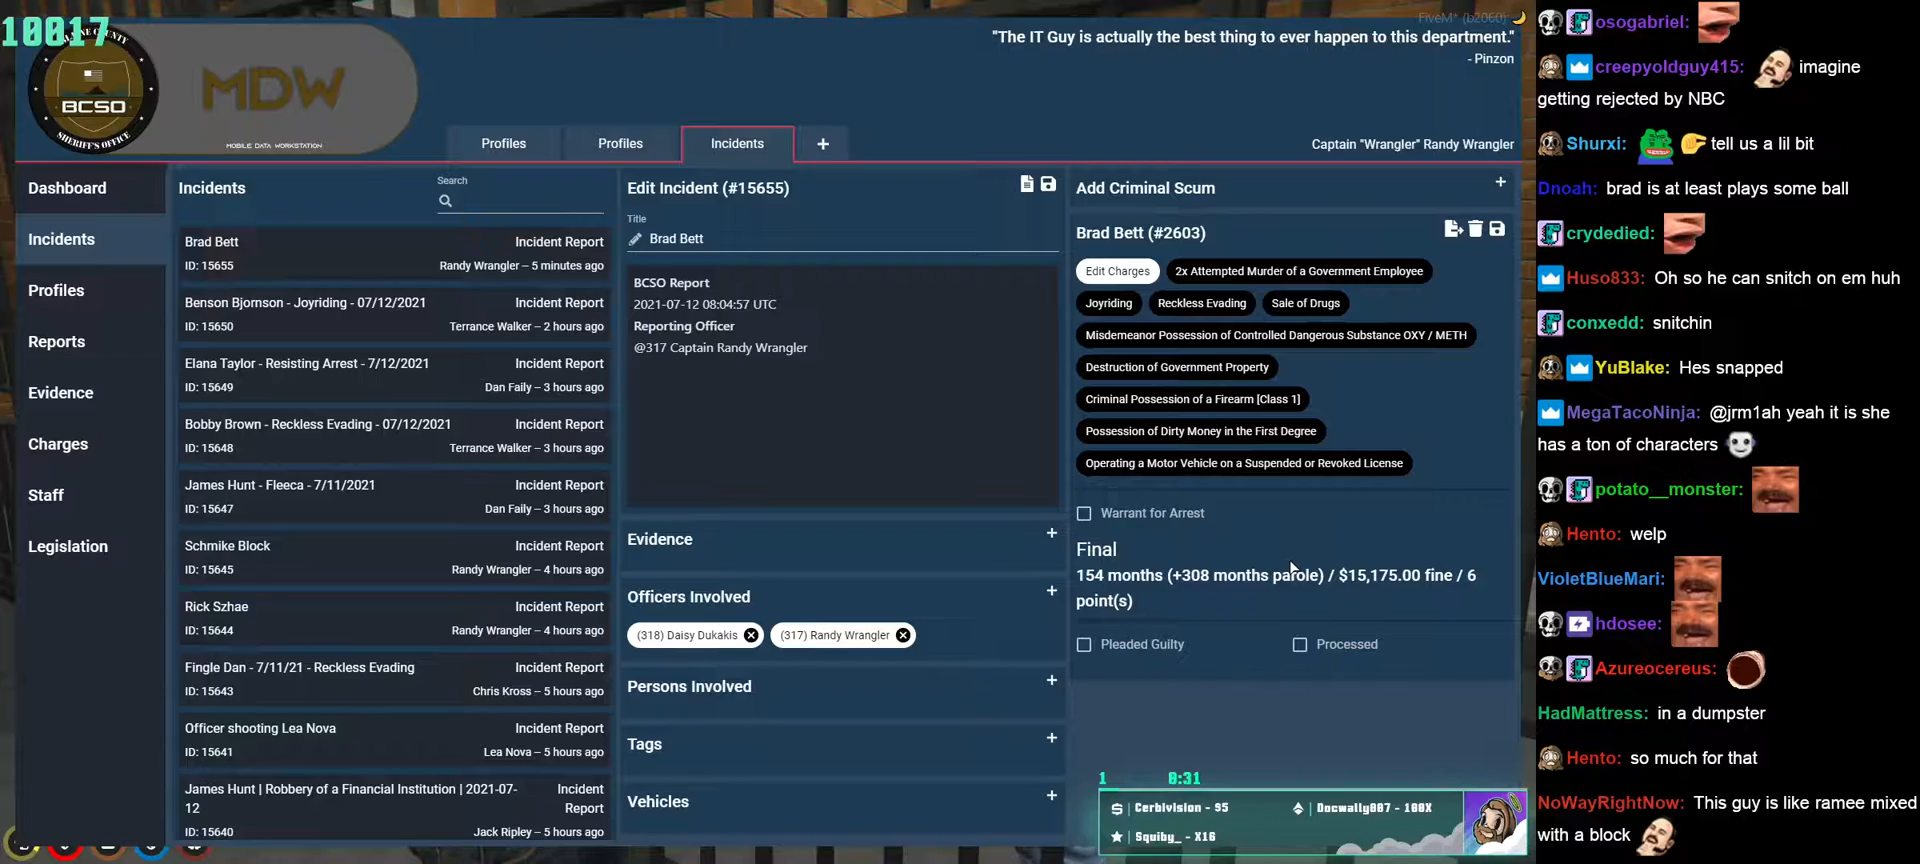 10017
FiveM* (b2060)
"The IT Guy is actually the best thing to ever happen to this department."
- Pinzon
BCSO
SHERIFF'S OFFICE
MDW
MOBILE DATA WORKSTATION
Profiles
Profiles
Incidents
+
Captain "Wrangler" Randy Wrangler
Dashboard
Incidents
Profiles
Reports
Evidence
Charges
Staff
Legislation
Incidents
Search
Brad Bett Incident Report
ID: 15655 Randy Wrangler – 5 minutes ago
Benson Bjornson - Joyriding - 07/12/2021 Incident Report
ID: 15650 Terrance Walker – 2 hours ago
Elana Taylor - Resisting Arrest - 7/12/2021 Incident Report
ID: 15649 Dan Faily – 3 hours ago
Bobby Brown - Reckless Evading - 07/12/2021 Incident Report
ID: 15648 Terrance Walker – 3 hours ago
James Hunt - Fleeca - 7/11/2021 Incident Report
ID: 15647 Dan Faily – 3 hours ago
Schmike Block Incident Report
ID: 15645 Randy Wrangler – 4 hours ago
Rick Szhae Incident Report
ID: 15644 Randy Wrangler – 4 hours ago
Fingle Dan - 7/11/21 - Reckless Evading Incident Report
ID: 15643 Chris Kross – 5 hours ago
Officer shooting Lea Nova Incident Report
ID: 15641 Lea Nova – 5 hours ago
James Hunt | Robbery of a Financial Institution | 2021-07- Incident
12 Report
ID: 15640 Jack Ripley – 5 hours ago
Edit Incident (#15655)
Title
Brad Bett
BCSO Report
2021-07-12 08:04:57 UTC
Reporting Officer
@317 Captain Randy Wrangler
Evidence +
Officers Involved +
(318) Daisy Dukakis (317) Randy Wrangler
Persons Involved +
Tags +
Vehicles +
Add Criminal Scum +
Brad Bett (#2603)
Edit Charges 2x Attempted Murder of a Government Employee
Joyriding Reckless Evading Sale of Drugs
Misdemeanor Possession of Controlled Dangerous Substance OXY / METH
Destruction of Government Property
Criminal Possession of a Firearm [Class 1]
Possession of Dirty Money in the First Degree
Operating a Motor Vehicle on a Suspended or Revoked License
Warrant for Arrest
Final
154 months (+308 months parole) / $15,175.00 fine / 6
point(s)
Pleaded Guilty Processed
1 0:31
Cerbivision - 95 Docwally007 - 100X
Squiby_ - X16
osogabriel:
creepyoldguy415: imagine
getting rejected by NBC
Shurxi: tell us a lil bit
Dnoah: brad is at least plays some ball
crydedied:
Huso833: Oh so he can snitch on em huh
conxedd: snitchin
YuBlake: Hes snapped
MegaTacoNinja: @jrm1ah yeah it is she
has a ton of characters
potato__monster:
Hento: welp
VioletBlueMari:
hdosee:
Azureocereus:
HadMattress: in a dumpster
Hento: so much for that
NoWayRightNow: This guy is like ramee mixed
with a block